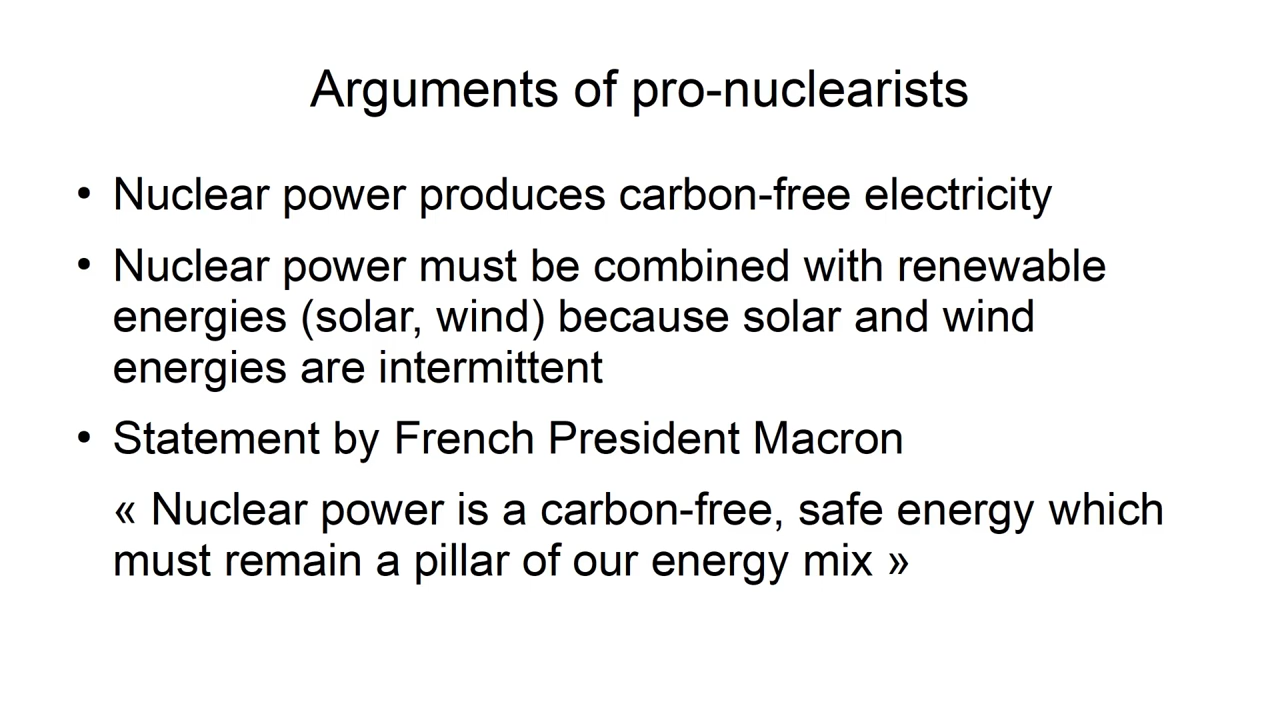 Arguments of pro-nuclearists
• Nuclear power produces carbon-free electricity
• Nuclear power must be combined with renewable
energies (solar, wind) because solar and wind
energies are intermittent
• Statement by French President Macron
« Nuclear power is a carbon-free, safe energy which
must remain a pillar of our energy mix »